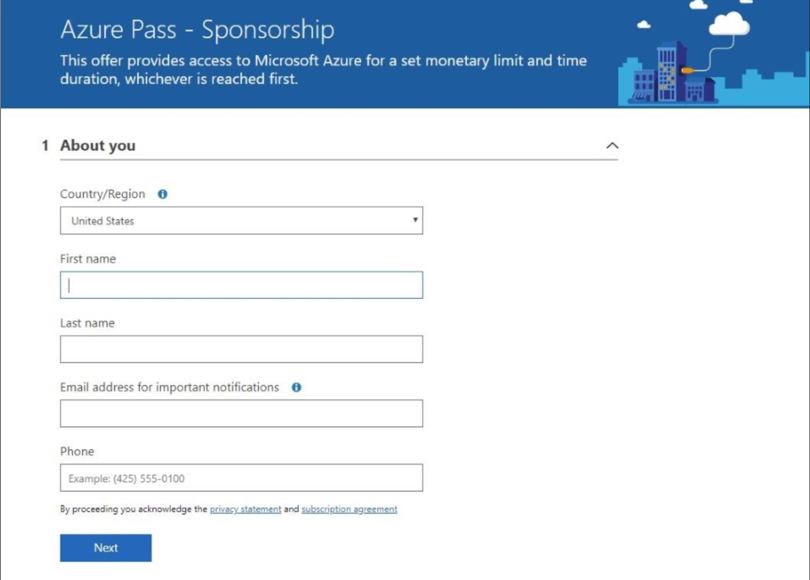 Azure Pass - Sponsorship
This offer provides access to Microsoft Azure for a set monetary limit and time
duration, whichever is reached first.
1 About you
Country/Region
United States
First name
Last name
Email address for important notifications
Phone
Example: (425) 555-0100
By proceeding you acknowledge the privacy statement and subscription agreement
Next